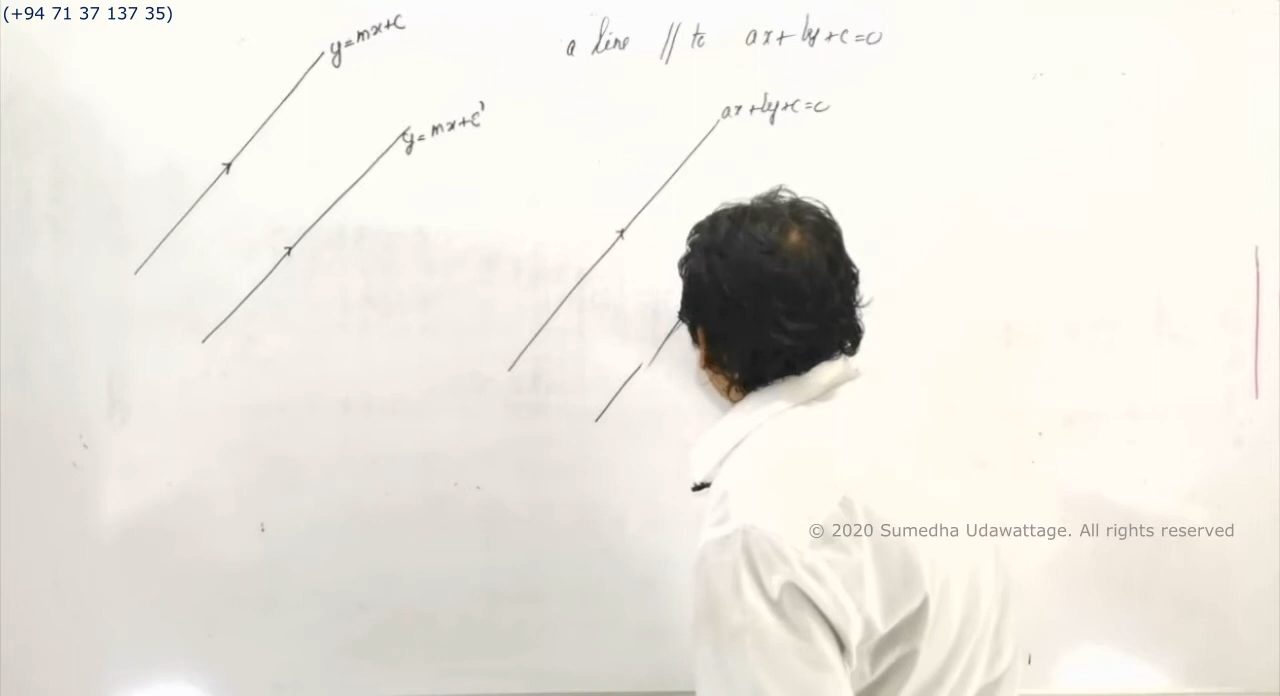 (+94 71 37 137 35)
y=mx+c
a line // to ax+by+c=0
y=mx+c'
ax+by+c=0
© 2020 Sumedha Udawattage. All rights reserved